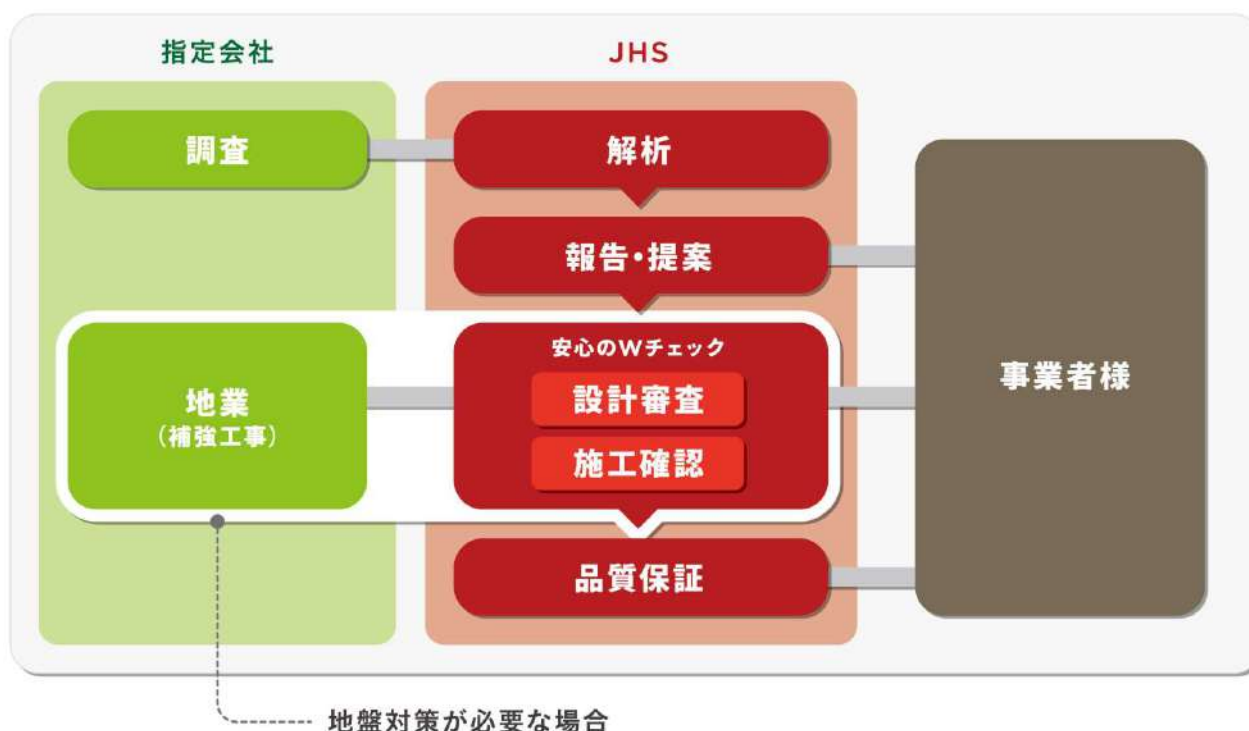 指定会社
JHS
調査
解析
報告・提案
地業
(補強工事)
安心のWチェック
設計審査
施工確認
事業者様
品質保証
地盤対策が必要な場合